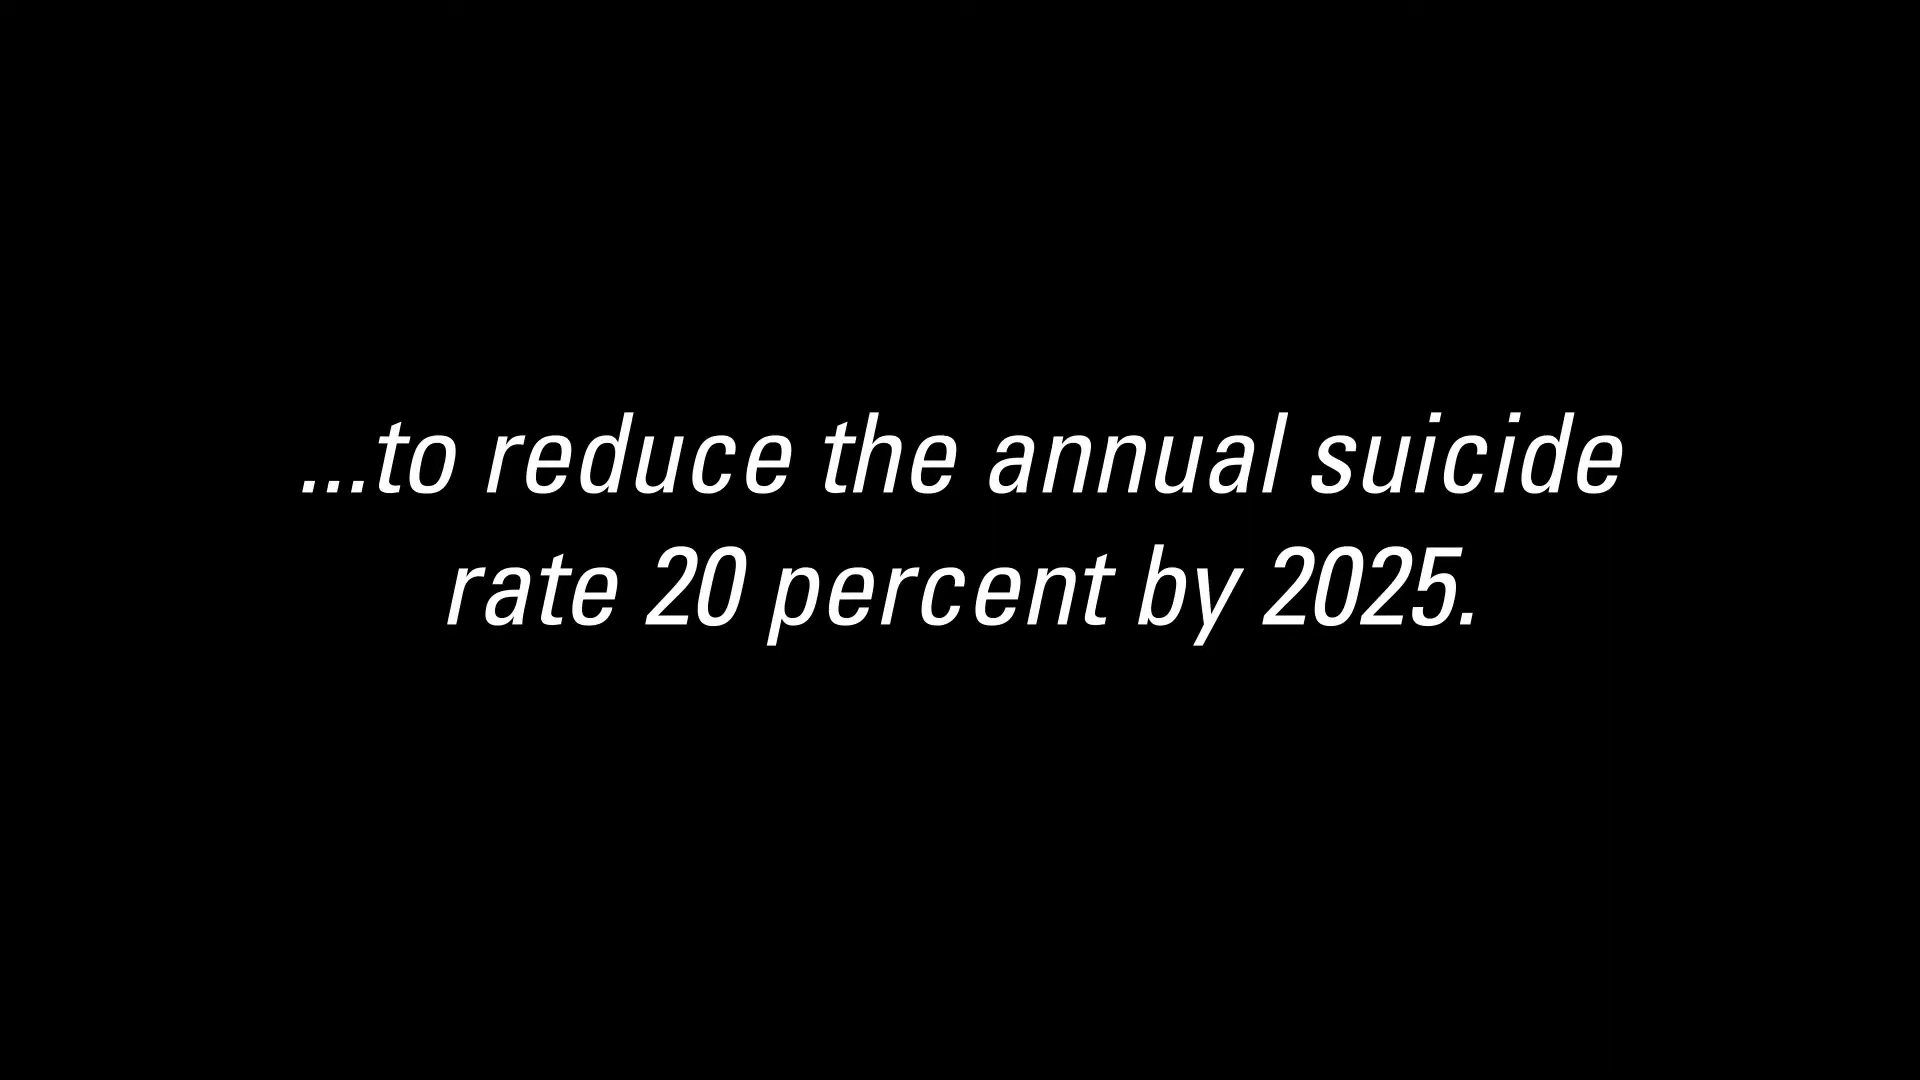 ...to reduce the annual suicide
rate 20 percent by 2025.